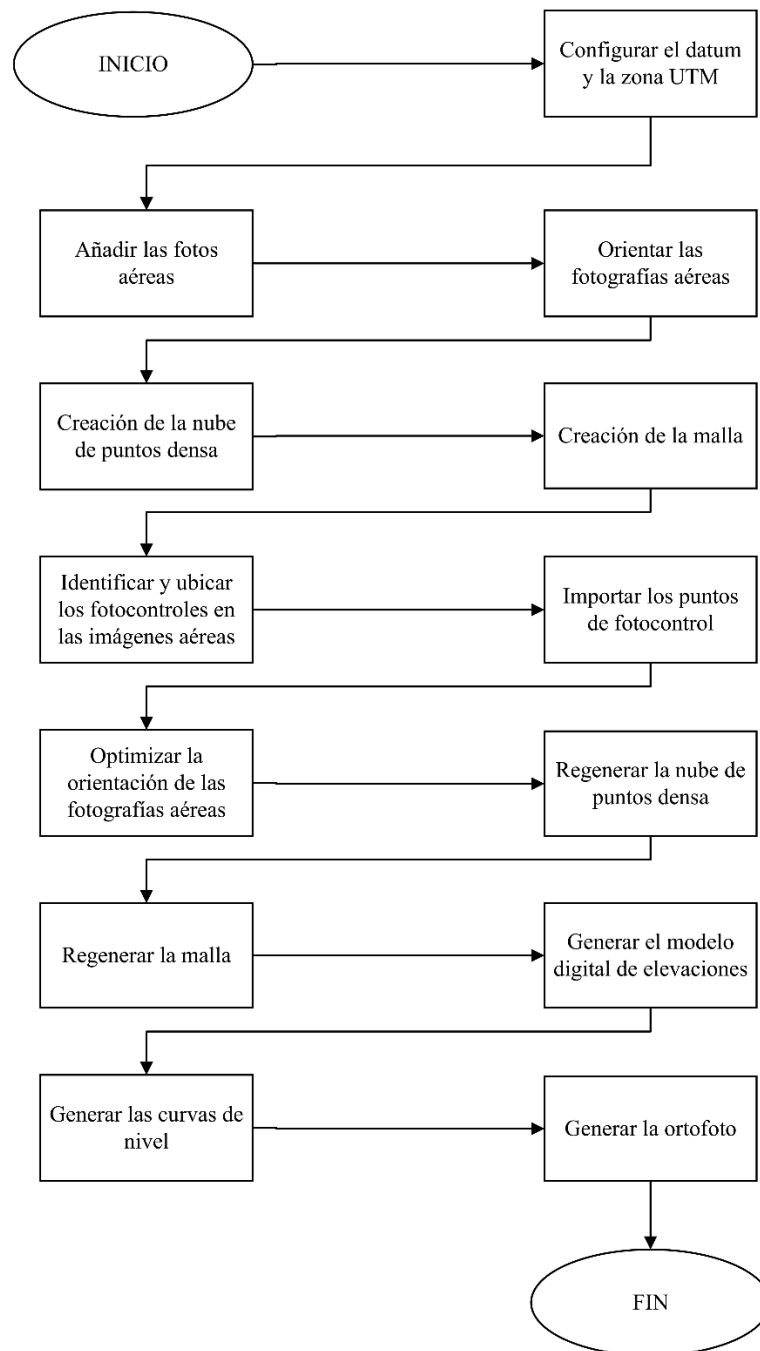 INICIO
Configurar el datum
y la zona UTM
Añadir las fotos
aéreas
Orientar las
fotografías aéreas
Creación de la nube
de puntos densa
Creación de la malla
Identificar y ubicar
los fotocontroles en
las imágenes aéreas
Importar los puntos
de fotocontrol
Optimizar la
orientación de las
fotografías aéreas
Regenerar la nube de
puntos densa
Regenerar la malla
Generar el modelo
digital de elevaciones
Generar las curvas de
nivel
Generar la ortofoto
FIN